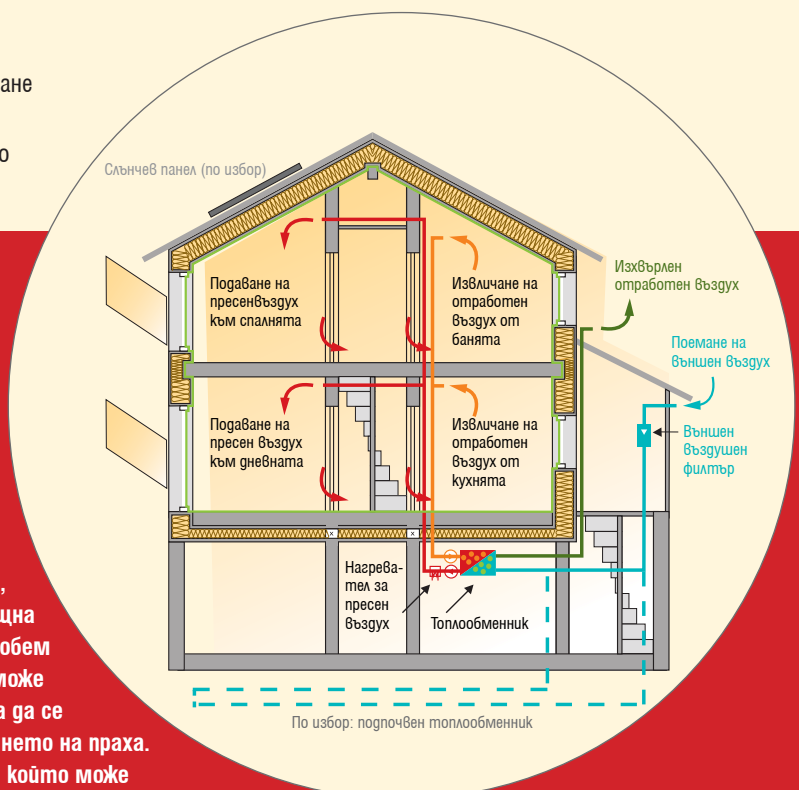 ане
о
Слънчев панел (по избор)
Подаване на
пресенвъздух
към спалнята
Извличане на
отработен
въздух от
банята
Изхвърлен
отработен въздух
Поемане на
външен въздух
Подаване на
пресен въздух
към дневната
Извличане на
отработен
въздух от
кухнята
Външен
въздушен
филтър
Нагрева-
тел за
пресен
въздух
Топлообменник
По избор: подпочвен топлообменник
,
щна
обем
може
а да се
нето на праха.
който може